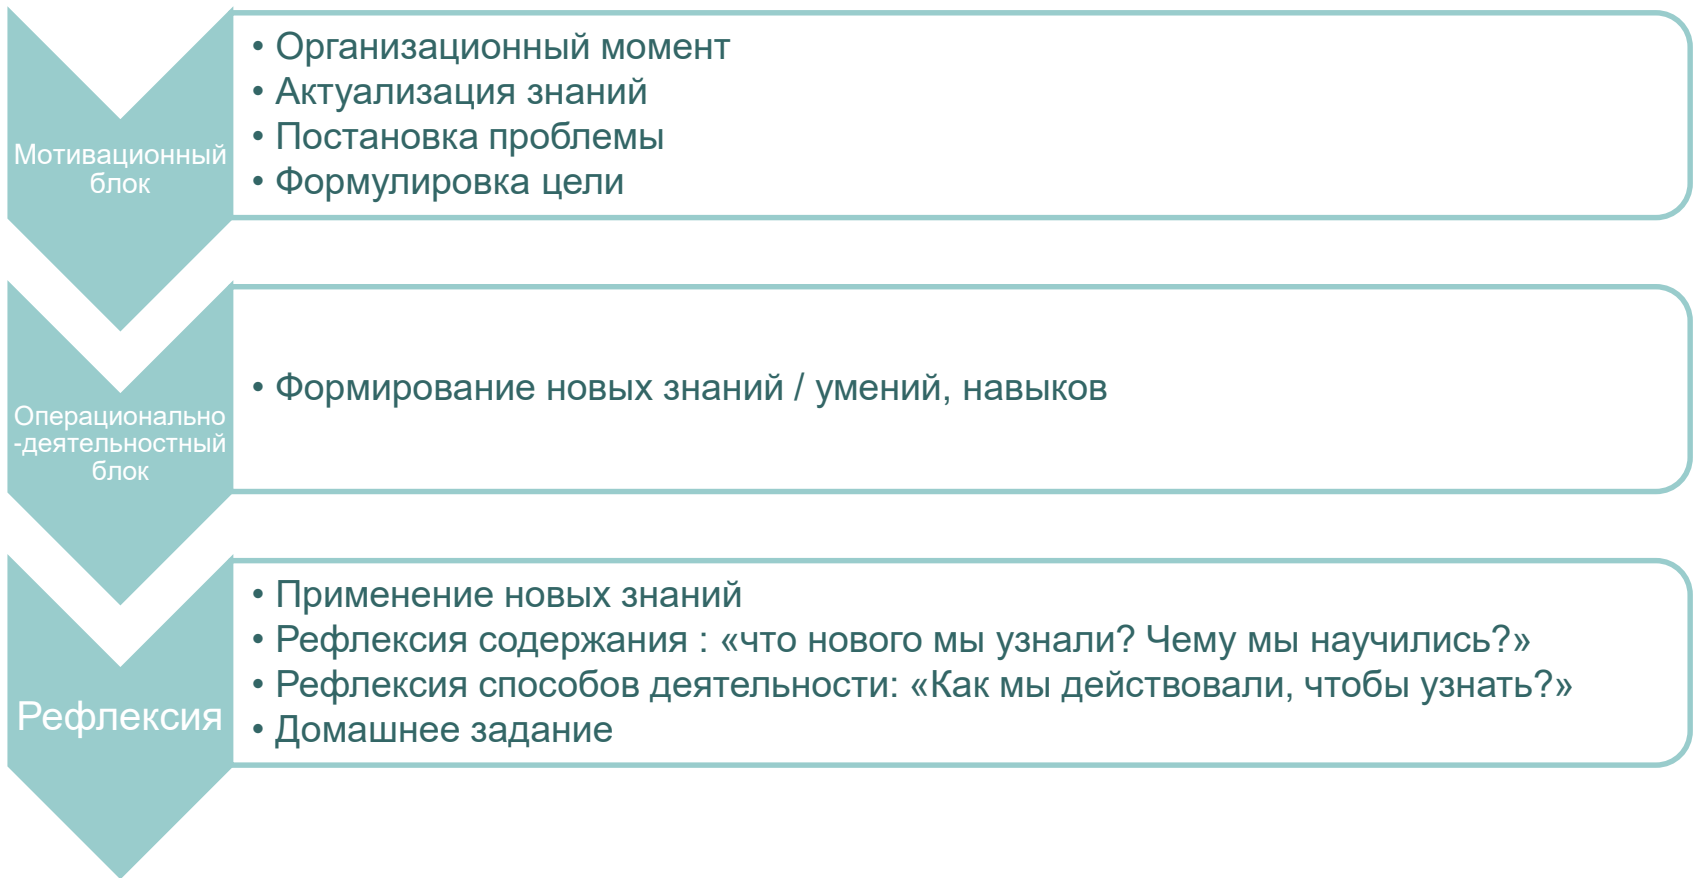 Мотивационный
блок
• Организационный момент
• Актуализация знаний
• Постановка проблемы
• Формулировка цели
Операционально
-деятельностный
блок
• Формирование новых знаний / умений, навыков
Рефлексия
• Применение новых знаний
• Рефлексия содержания : «что нового мы узнали? Чему мы научились?»
• Рефлексия способов деятельности: «Как мы действовали, чтобы узнать?»
• Домашнее задание